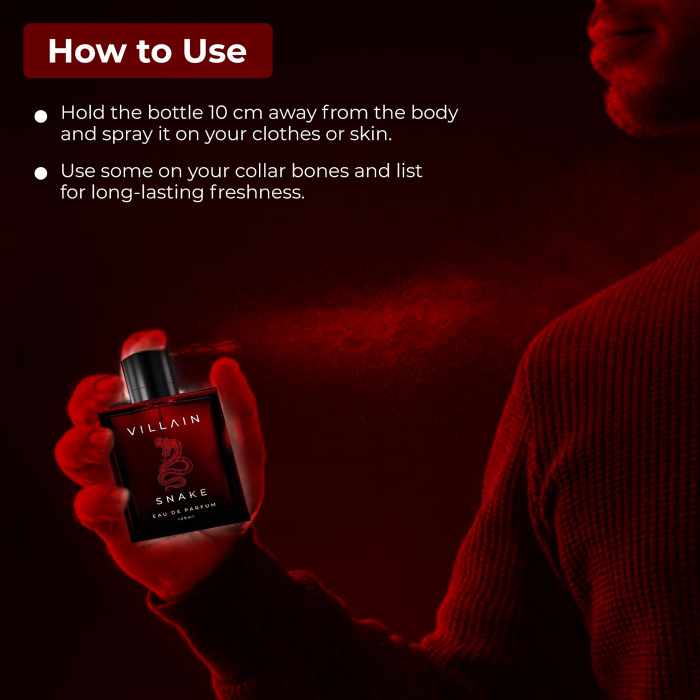 How to Use
Hold the bottle 10 cm away from the body
and spray it on your clothes or skin.
Use some on your collar bones and list
for long-lasting freshness.
VILLAIN
SNAKE
EAU DE PARFUM